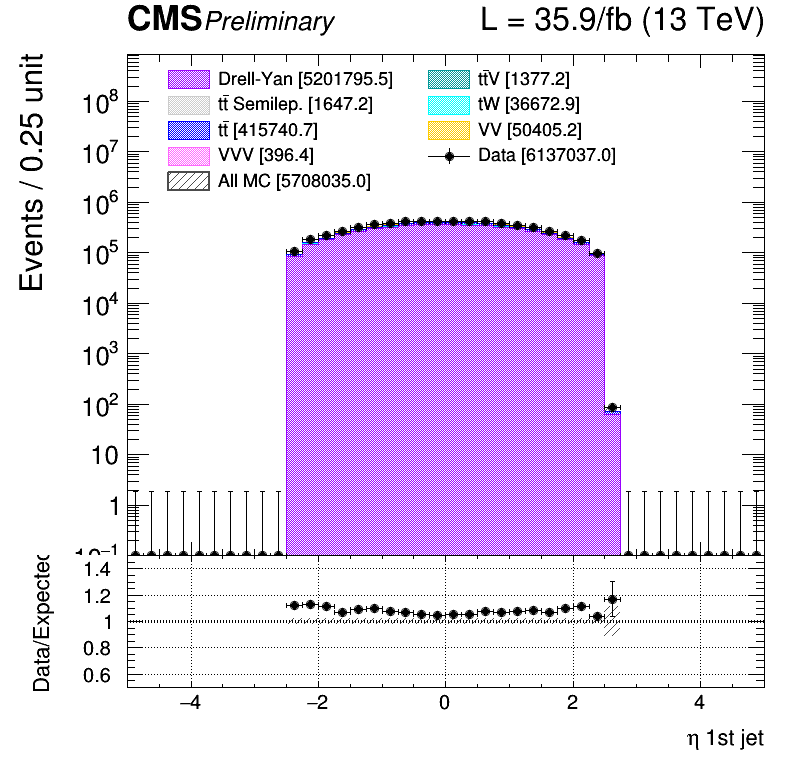 CMS Preliminary L = 35.9/fb (13 TeV)
Events / 0.25 unit
Drell-Yan [5201795.5]
tt̄ Semilep. [1647.2]
tt̄ [415740.7]
VVV [396.4]
All MC [5708035.0]
tt̄V [1377.2]
tW [36672.9]
VV [50405.2]
Data [6137037.0]
10⁸
10⁷
10⁶
10⁵
10⁴
10³
10²
10
1
10⁻¹
Data/Expected
1.4
1.2
1
0.8
0.6
−4 −2 0 2 4
η 1st jet